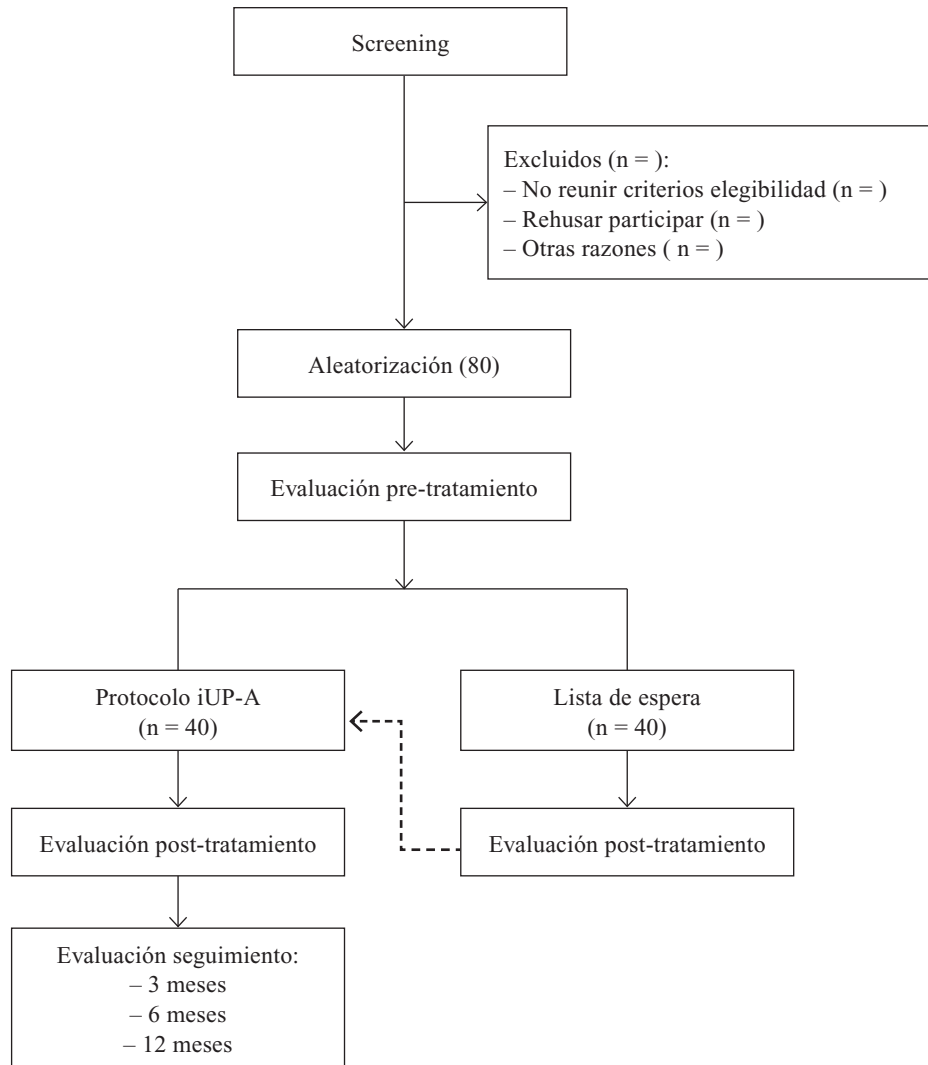 Screening
Excluidos (n = ):
– No reunir criterios elegibilidad (n = )
– Rehusar participar (n = )
– Otras razones ( n = )
Aleatorización (80)
Evaluación pre-tratamiento
Protocolo iUP-A
(n = 40)
Lista de espera
(n = 40)
Evaluación post-tratamiento
Evaluación post-tratamiento
Evaluación seguimiento:
– 3 meses
– 6 meses
– 12 meses